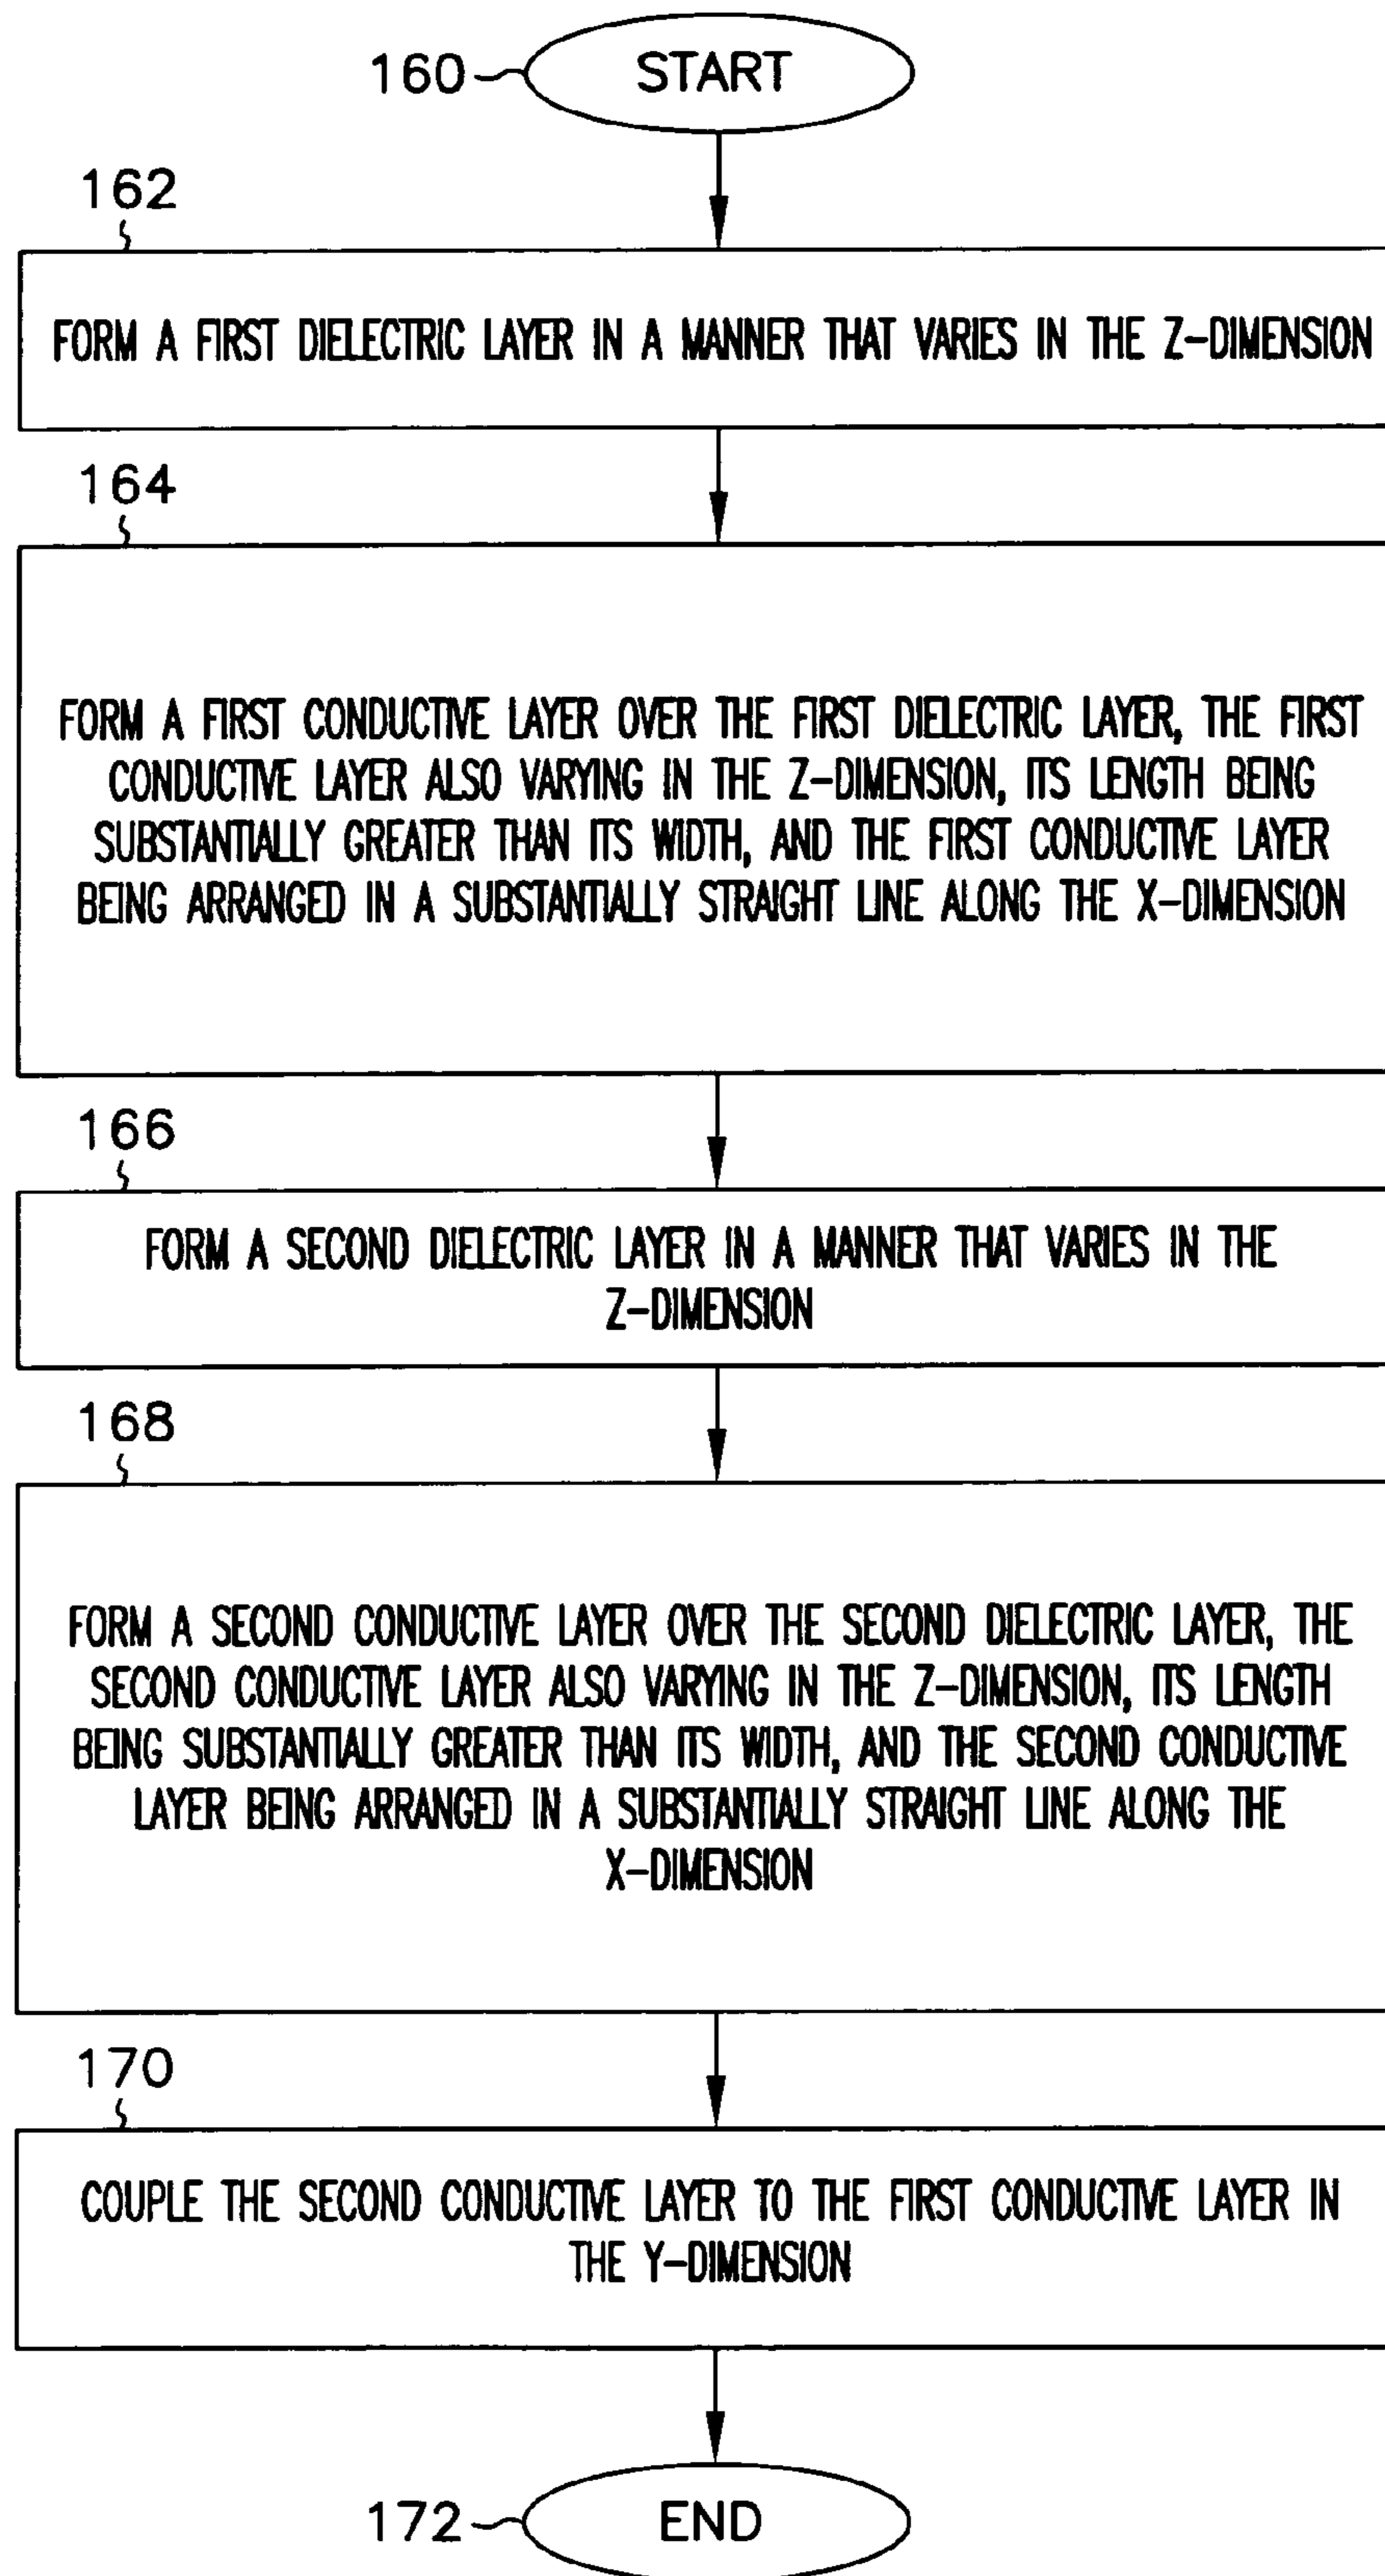 160
START
162
FORM A FIRST DIELECTRIC LAYER IN A MANNER THAT VARIES IN THE Z-DIMENSION
164
FORM A FIRST CONDUCTIVE LAYER OVER THE FIRST DIELECTRIC LAYER, THE FIRST
CONDUCTIVE LAYER ALSO VARYING IN THE Z-DIMENSION, ITS LENGTH BEING
SUBSTANTIALLY GREATER THAN ITS WIDTH, AND THE FIRST CONDUCTIVE LAYER
BEING ARRANGED IN A SUBSTANTIALLY STRAIGHT LINE ALONG THE X-DIMENSION
166
FORM A SECOND DIELECTRIC LAYER IN A MANNER THAT VARIES IN THE
Z-DIMENSION
168
FORM A SECOND CONDUCTIVE LAYER OVER THE SECOND DIELECTRIC LAYER, THE
SECOND CONDUCTIVE LAYER ALSO VARYING IN THE Z-DIMENSION, ITS LENGTH
BEING SUBSTANTIALLY GREATER THAN ITS WIDTH, AND THE SECOND CONDUCTIVE
LAYER BEING ARRANGED IN A SUBSTANTIALLY STRAIGHT LINE ALONG THE
X-DIMENSION
170
COUPLE THE SECOND CONDUCTIVE LAYER TO THE FIRST CONDUCTIVE LAYER IN
THE Y-DIMENSION
172
END